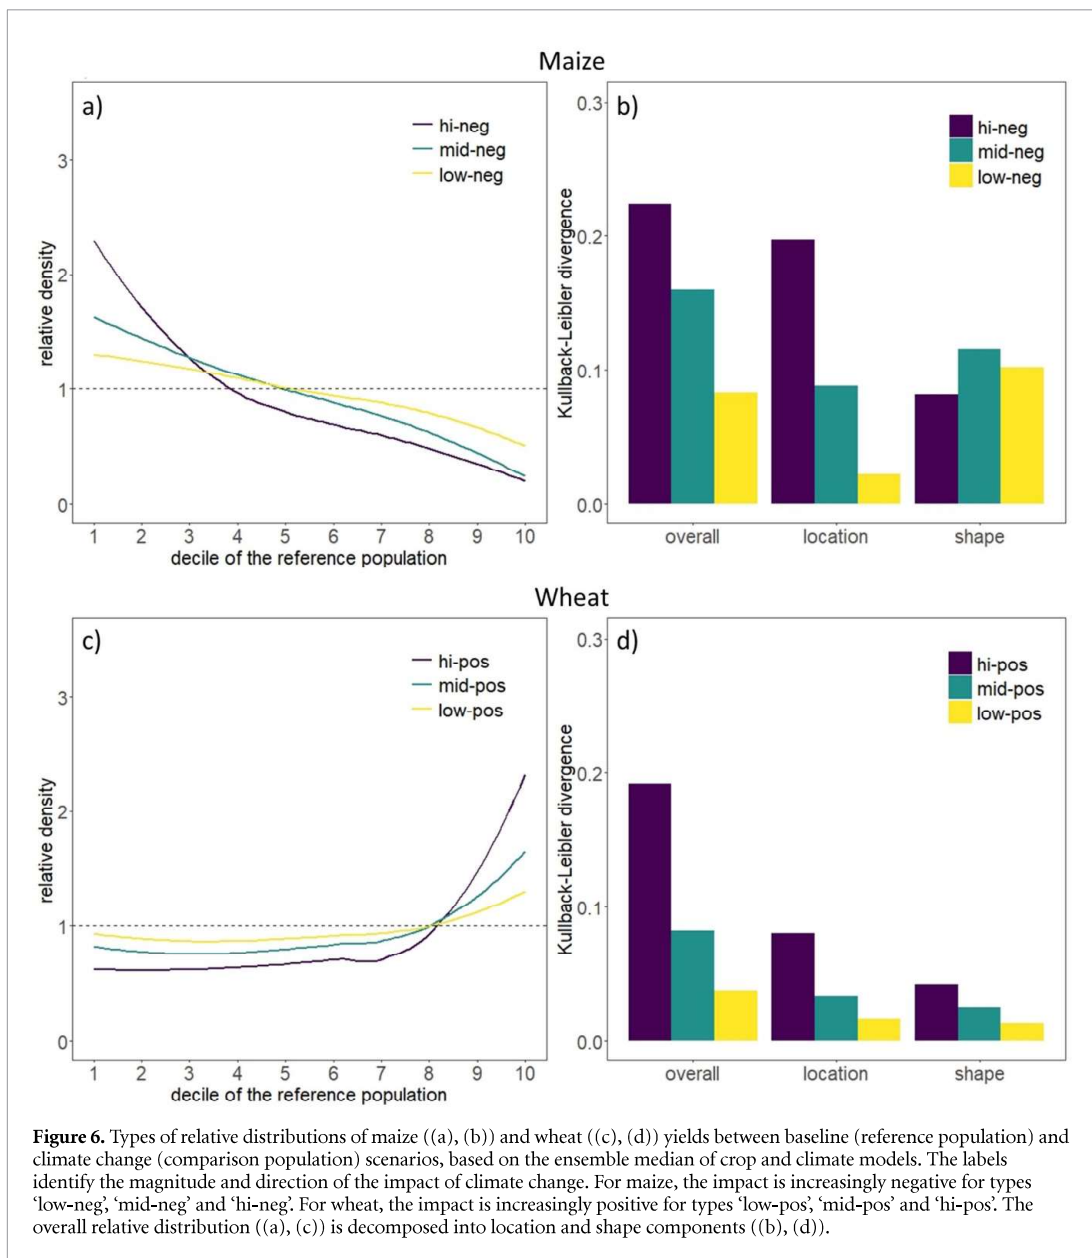 Maize
a)
hi-neg
mid-neg
low-neg
relative density
3
2
1
0
1 2 3 4 5 6 7 8 9 10
decile of the reference population
b)
hi-neg
mid-neg
low-neg
Kullback-Leibler divergence
0.3
0.2
0.1
0.0
overall location shape
Wheat
c)
hi-pos
mid-pos
low-pos
relative density
3
2
1
0
1 2 3 4 5 6 7 8 9 10
decile of the reference population
d)
hi-pos
mid-pos
low-pos
Kullback-Leibler divergence
0.3
0.2
0.1
0.0
overall location shape
Figure 6. Types of relative distributions of maize ((a), (b)) and wheat ((c), (d)) yields between baseline (reference population) and
climate change (comparison population) scenarios, based on the ensemble median of crop and climate models. The labels
identify the magnitude and direction of the impact of climate change. For maize, the impact is increasingly negative for types
‘low-neg’, ‘mid-neg’ and ‘hi-neg’. For wheat, the impact is increasingly positive for types ‘low-pos’, ‘mid-pos’ and ‘hi-pos’. The
overall relative distribution ((a), (c)) is decomposed into location and shape components ((b), (d)).